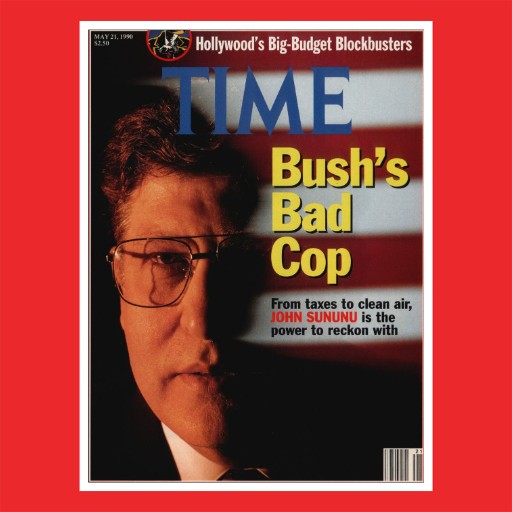 MAY 21, 1990
$2.50
Hollywood's Big-Budget Blockbusters
TIME
Bush's
Bad
Cop
From taxes to clean air,
JOHN SUNUNU is the
power to reckon with